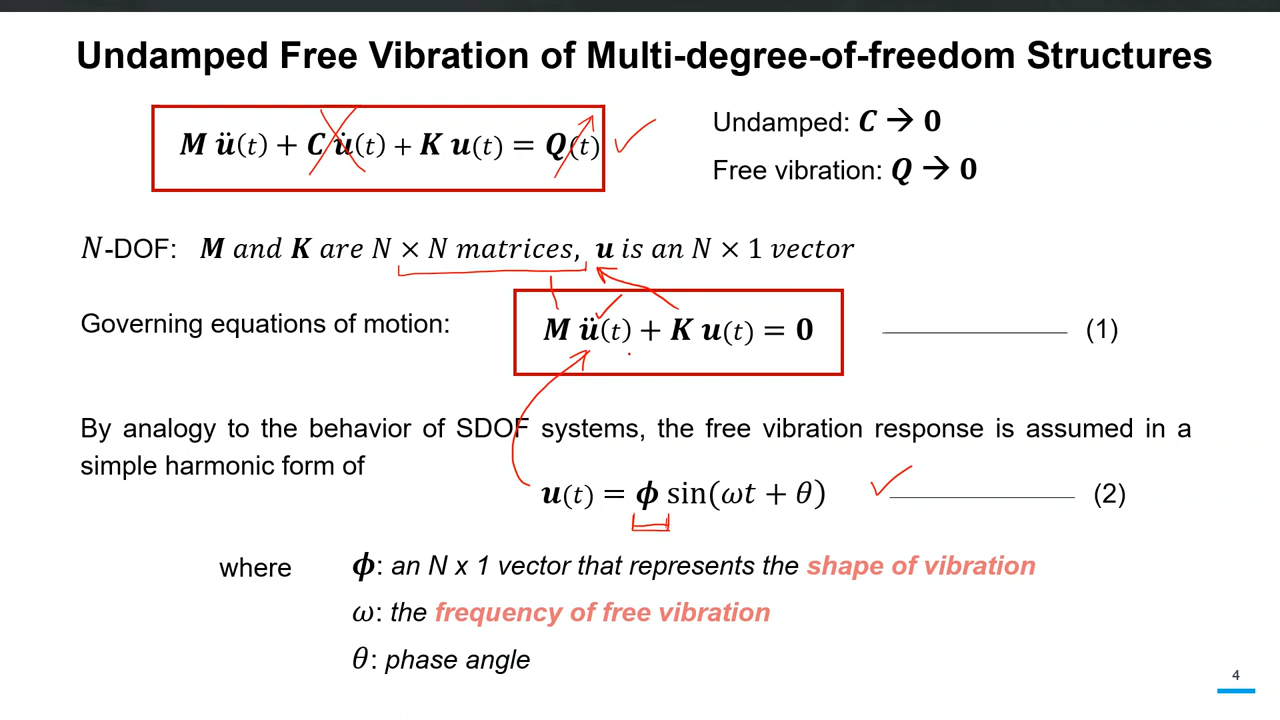 Undamped Free Vibration of Multi-degree-of-freedom Structures
M ü(t) + C u̇(t) + K u(t) = Q(t)
Undamped: C → 0
Free vibration: Q → 0
N-DOF: M and K are N × N matrices, u is an N × 1 vector
Governing equations of motion: M ü(t) + K u(t) = 0 (1)
By analogy to the behavior of SDOF systems, the free vibration response is assumed in a
simple harmonic form of
u(t) = ϕ sin(ωt + θ) (2)
where ϕ: an N x 1 vector that represents the shape of vibration
ω: the frequency of free vibration
θ: phase angle
4